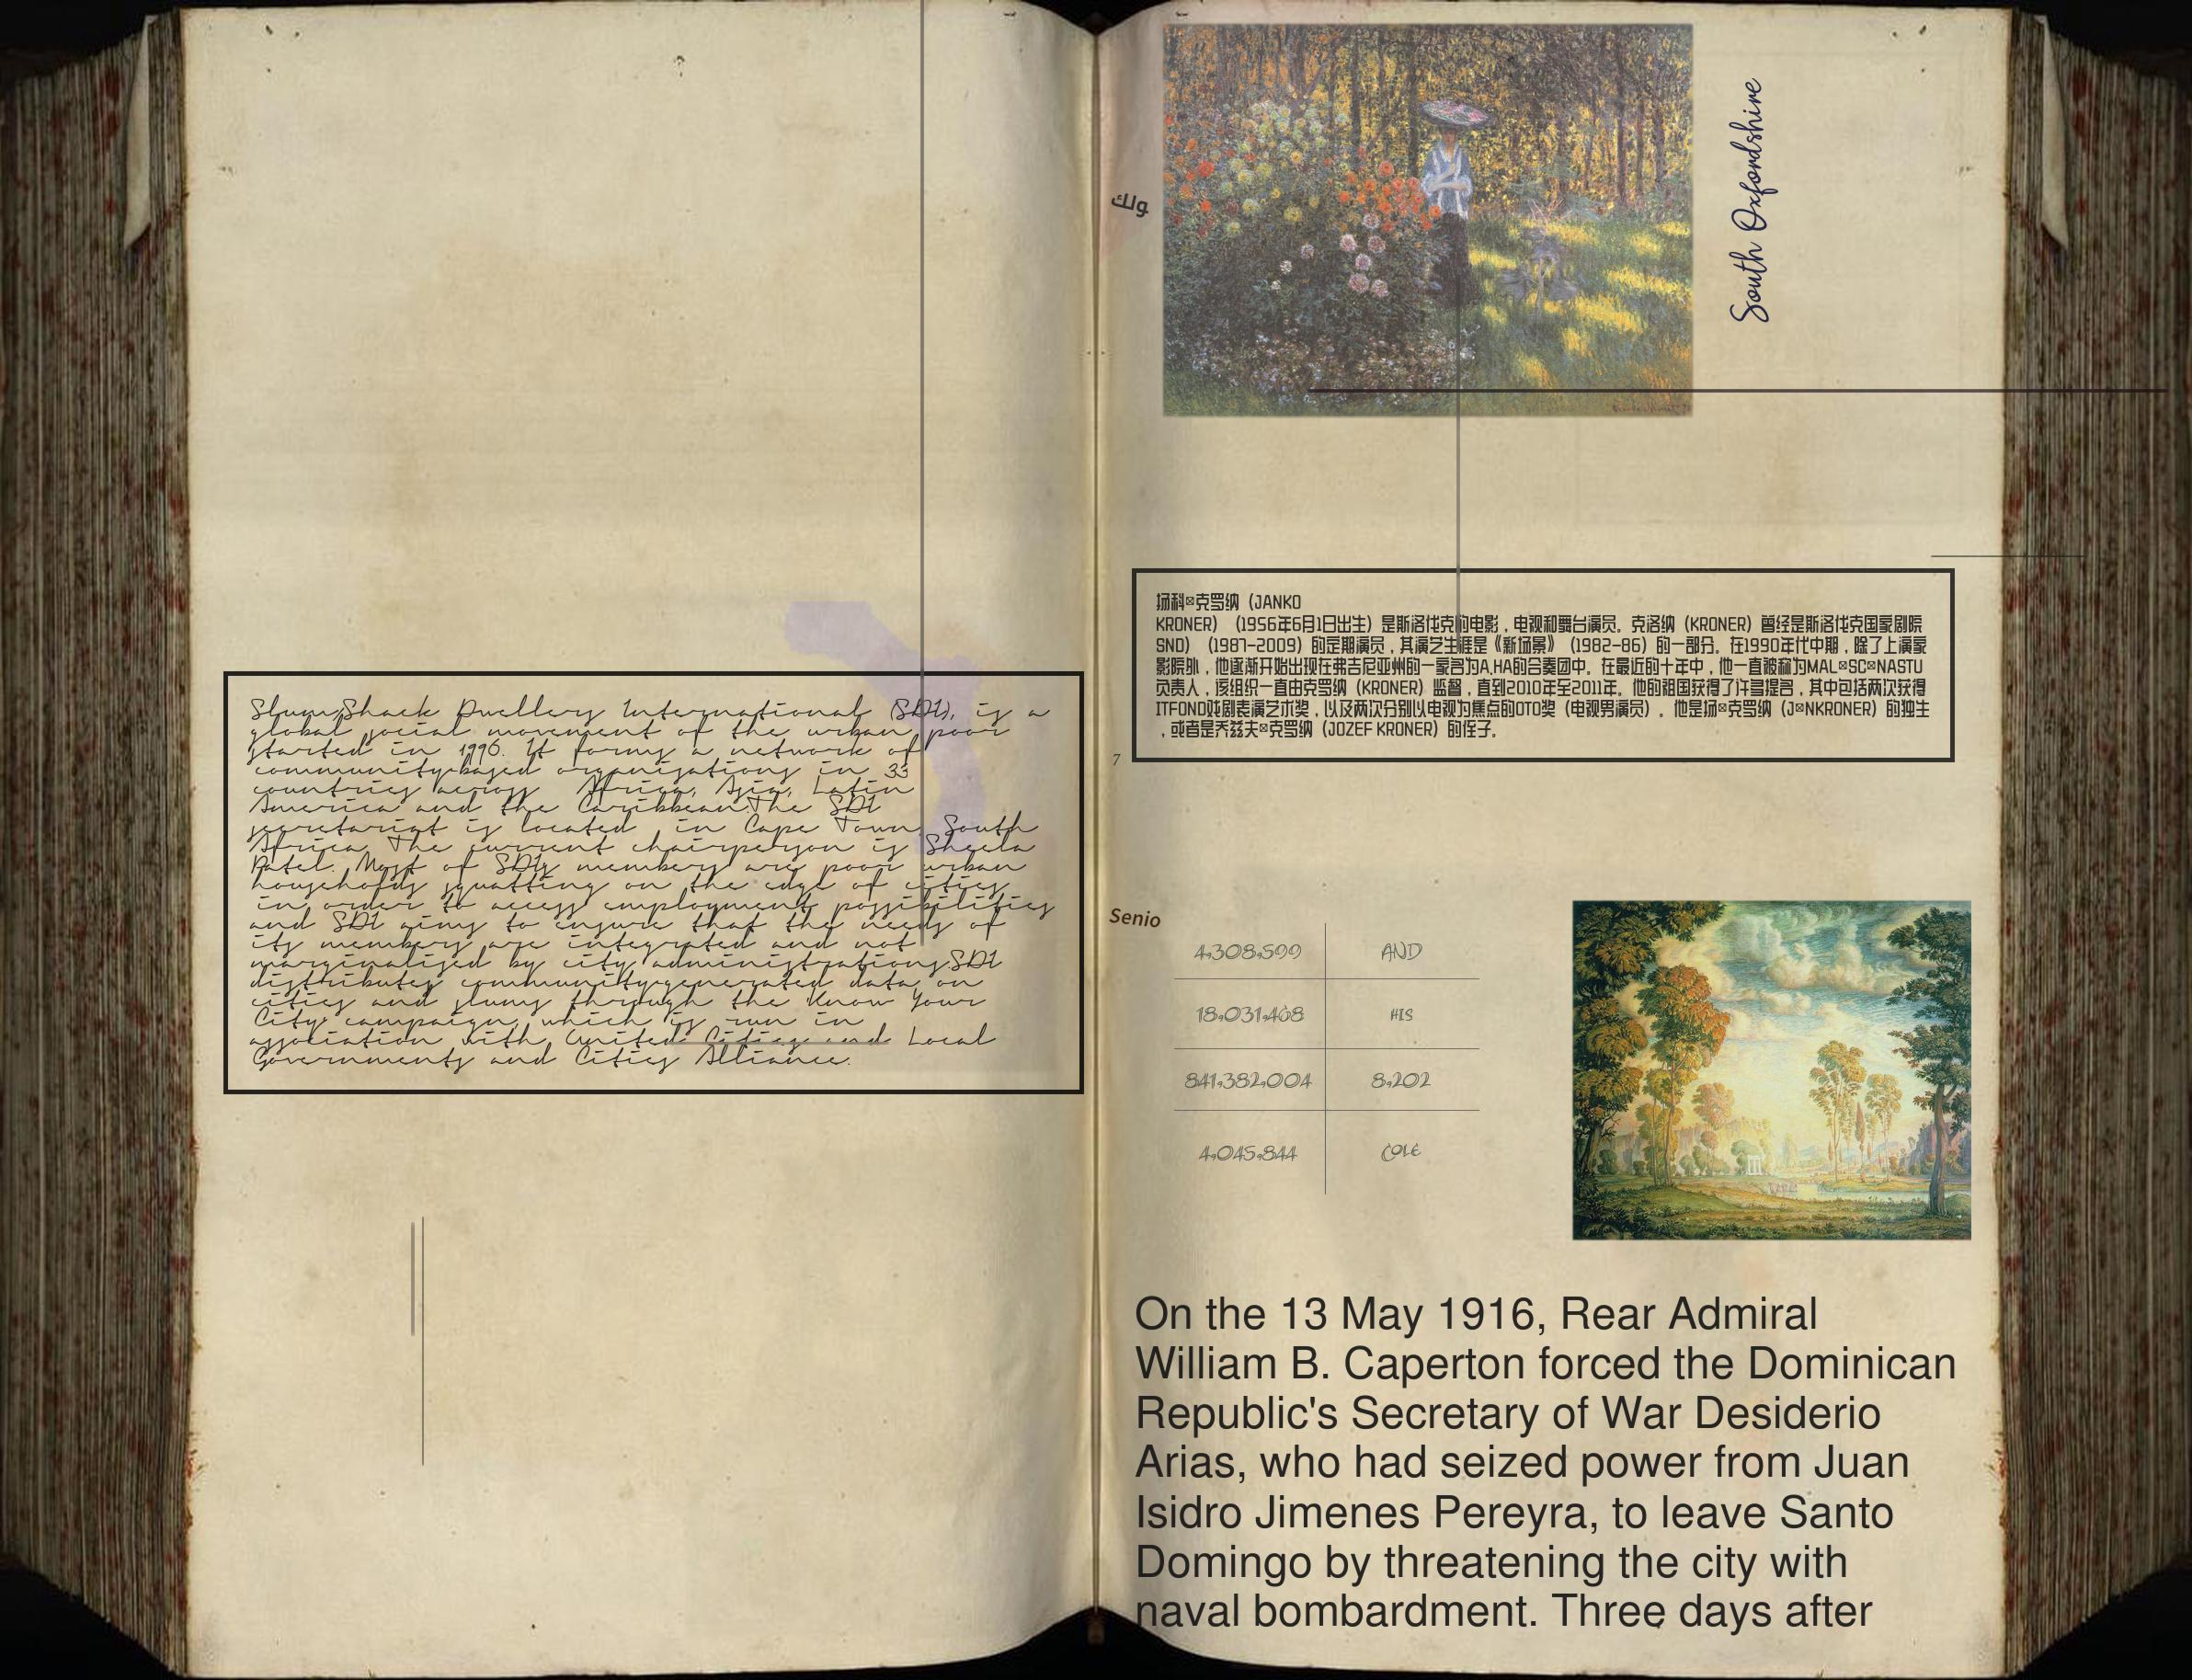 Slum/Shack Dwellers International (SDI), is a
global social movement of the urban poor
started in 1996. It forms a network of
community-based organisations in 33
countries across Africa, Asia, Latin
America and the Caribbean.The SDI
secretariat is located in Cape Town, South
Africa. The current chairperson is Sheela
Patel. Most of SDI's members are poor urban
households squatting on the edge of cities
in order to access employment possibilities
and SDI aims to ensure that the needs of
its members are integrated and not
marginalised by city administrations.SDI
distributes community-generated data on
cities and slums through the Know Your
City campaign, which is run in
association with United Cities and Local
Governments and Cities Alliance.
ولك
South Oxfordshire
扬科 克罗纳（JANKO
KRONER）（1956年6月1日出生）是斯洛伐克的电影，电视和舞台演员。克洛纳（KRONER）曾经是斯洛伐克国家剧院
SND）（1987-2009）的定期演员，其演艺生涯是《新场景》（1982-86）的一部分。在1990年代中期，除了上演家
影院外，他逐渐开始出现在弗吉尼亚州的一家名为A.HA的合奏团中。在最近的十年中，他一直被称为MAL SC NASTU
负责人，该组织一直由克罗纳（KRONER）监督，直到2010年至2011年。他的祖国获得了许多提名，其中包括两次获得
ITFOND戏剧表演艺术奖，以及两次分别以电视为焦点的OTO奖（电视男演员）。他是扬 克罗纳（J NKRONER）的独生
，或者是乔兹夫 克罗纳（JOZEF KRONER）的侄子。
7
Senio
4,308,599 AND
18,031,468 HIS
841,382,004 8,202
4,045,844 COLE
On the 13 May 1916, Rear Admiral
William B. Caperton forced the Dominican
Republic's Secretary of War Desiderio
Arias, who had seized power from Juan
Isidro Jimenes Pereyra, to leave Santo
Domingo by threatening the city with
naval bombardment. Three days after